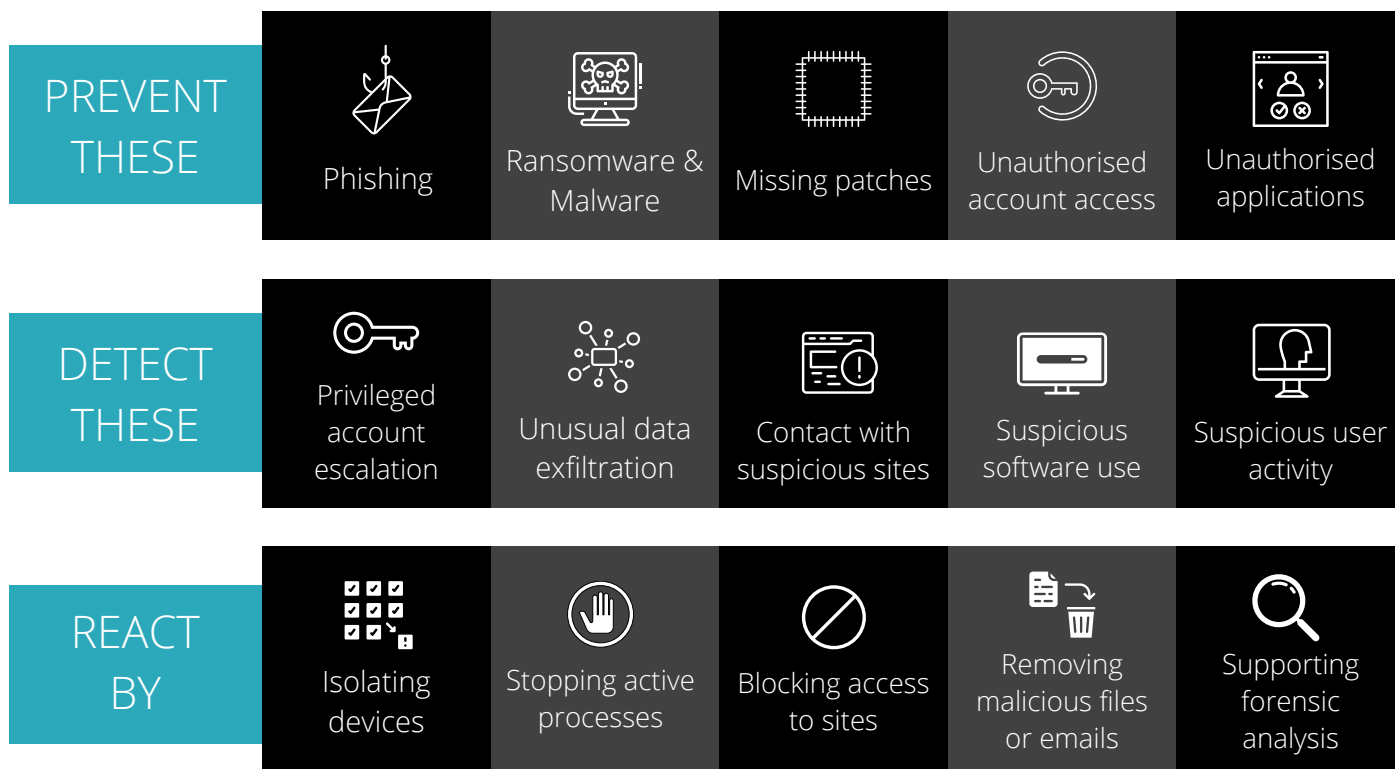 PREVENT
THESE
Phishing
Ransomware &
Malware
Missing patches
Unauthorised
account access
Unauthorised
applications
DETECT
THESE
Privileged
account
escalation
Unusual data
exfiltration
Contact with
suspicious sites
Suspicious
software use
Suspicious user
activity
REACT
BY
Isolating
devices
Stopping active
processes
Blocking access
to sites
Removing
malicious files
or emails
Supporting
forensic
analysis